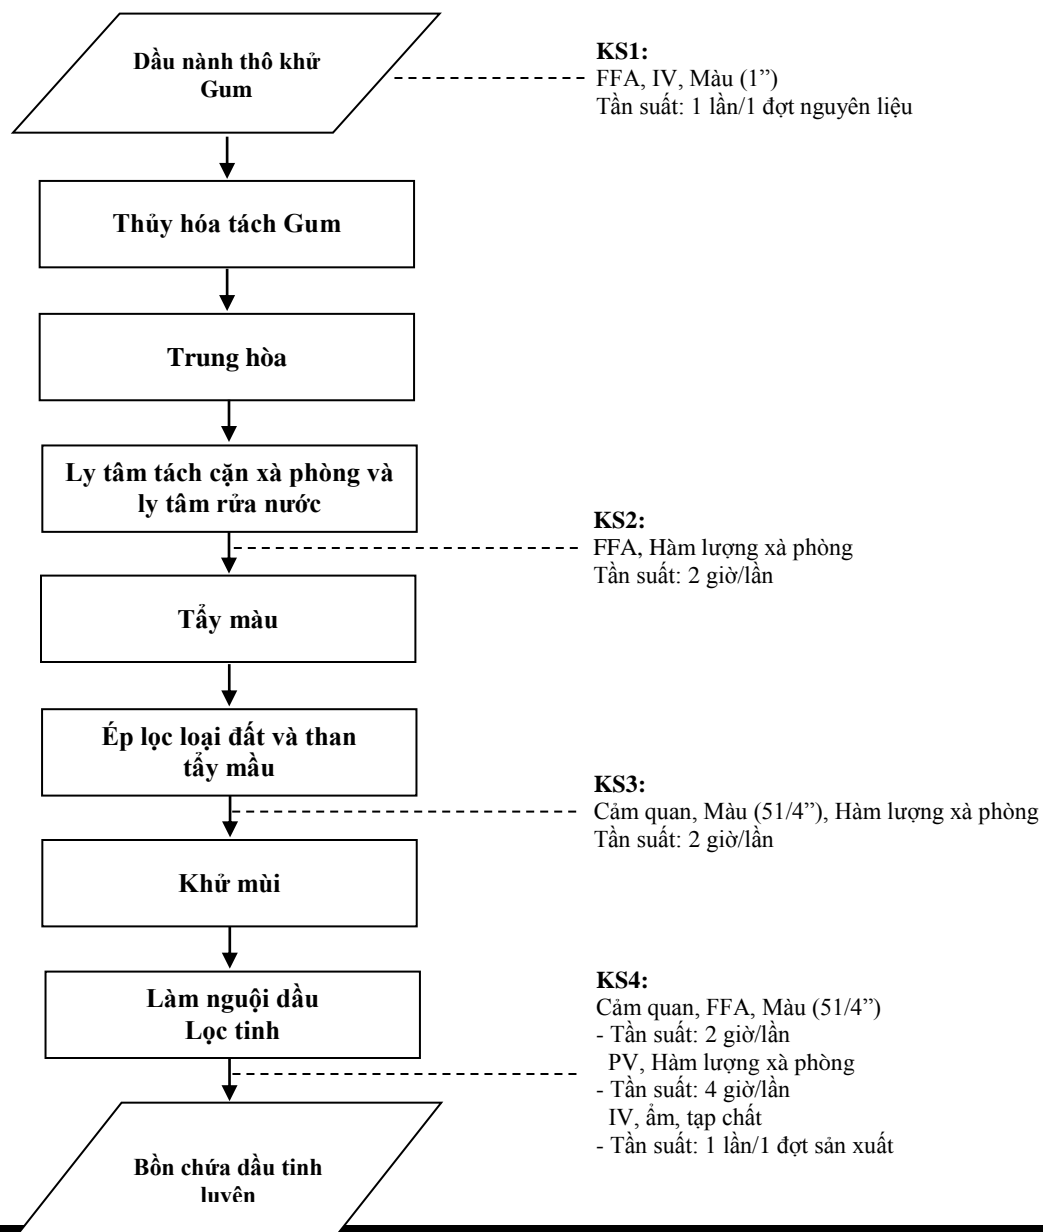 Dầu nành thô khử
Gum
KS1:
FFA, IV, Màu (1”)
Tần suất: 1 lần/1 đợt nguyên liệu
Thủy hóa tách Gum
Trung hòa
Ly tâm tách cặn xà phòng và
ly tâm rửa nước
KS2:
FFA, Hàm lượng xà phòng
Tần suất: 2 giờ/lần
Tẩy màu
Ép lọc loại đất và than
tẩy mầu
KS3:
Cảm quan, Màu (51/4”), Hàm lượng xà phòng
Tần suất: 2 giờ/lần
Khử mùi
Làm nguội dầu
Lọc tinh
KS4:
Cảm quan, FFA, Màu (51/4”)
- Tần suất: 2 giờ/lần
PV, Hàm lượng xà phòng
- Tần suất: 4 giờ/lần
IV, ẩm, tạp chất
- Tần suất: 1 lần/1 đợt sản xuất
Bồn chứa dầu tinh
luyện